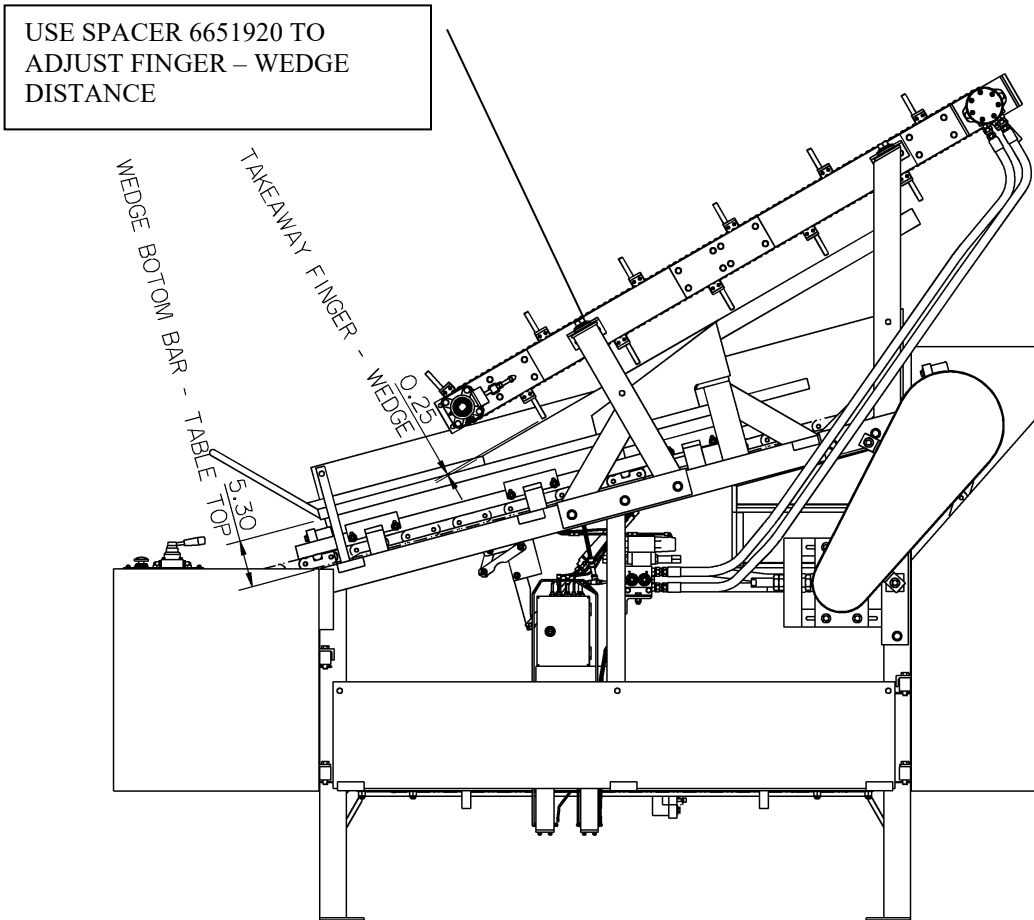 USE SPACER 6651920 TO
ADJUST FINGER – WEDGE
DISTANCE
TAKEAWAY FINGER - WEDGE
0.25
WEDGE BOTOM BAR - TABLE TOP
5.30